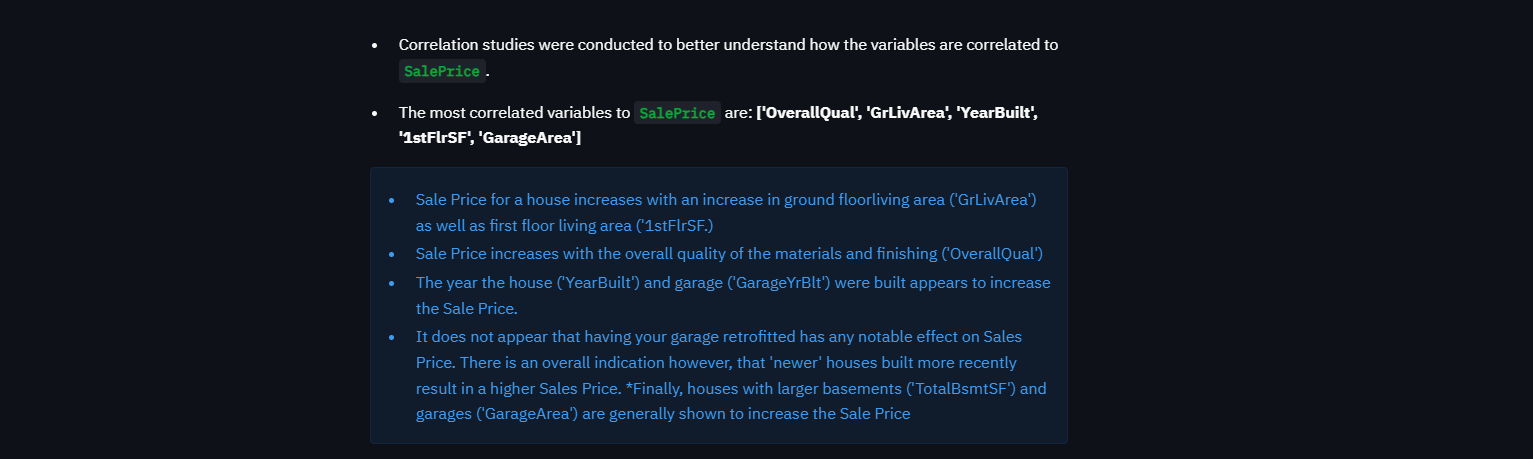 • Correlation studies were conducted to better understand how the variables are correlated to
SalePrice.
• The most correlated variables to SalePrice are: ['OverallQual', 'GrLivArea', 'YearBuilt',
'1stFlrSF', 'GarageArea']
• Sale Price for a house increases with an increase in ground floorliving area ('GrLivArea')
as well as first floor living area ('1stFlrSF.)
• Sale Price increases with the overall quality of the materials and finishing ('OverallQual')
• The year the house ('YearBuilt') and garage ('GarageYrBlt') were built appears to increase
the Sale Price.
• It does not appear that having your garage retrofitted has any notable effect on Sales
Price. There is an overall indication however, that 'newer' houses built more recently
result in a higher Sales Price. *Finally, houses with larger basements ('TotalBsmtSF') and
garages ('GarageArea') are generally shown to increase the Sale Price